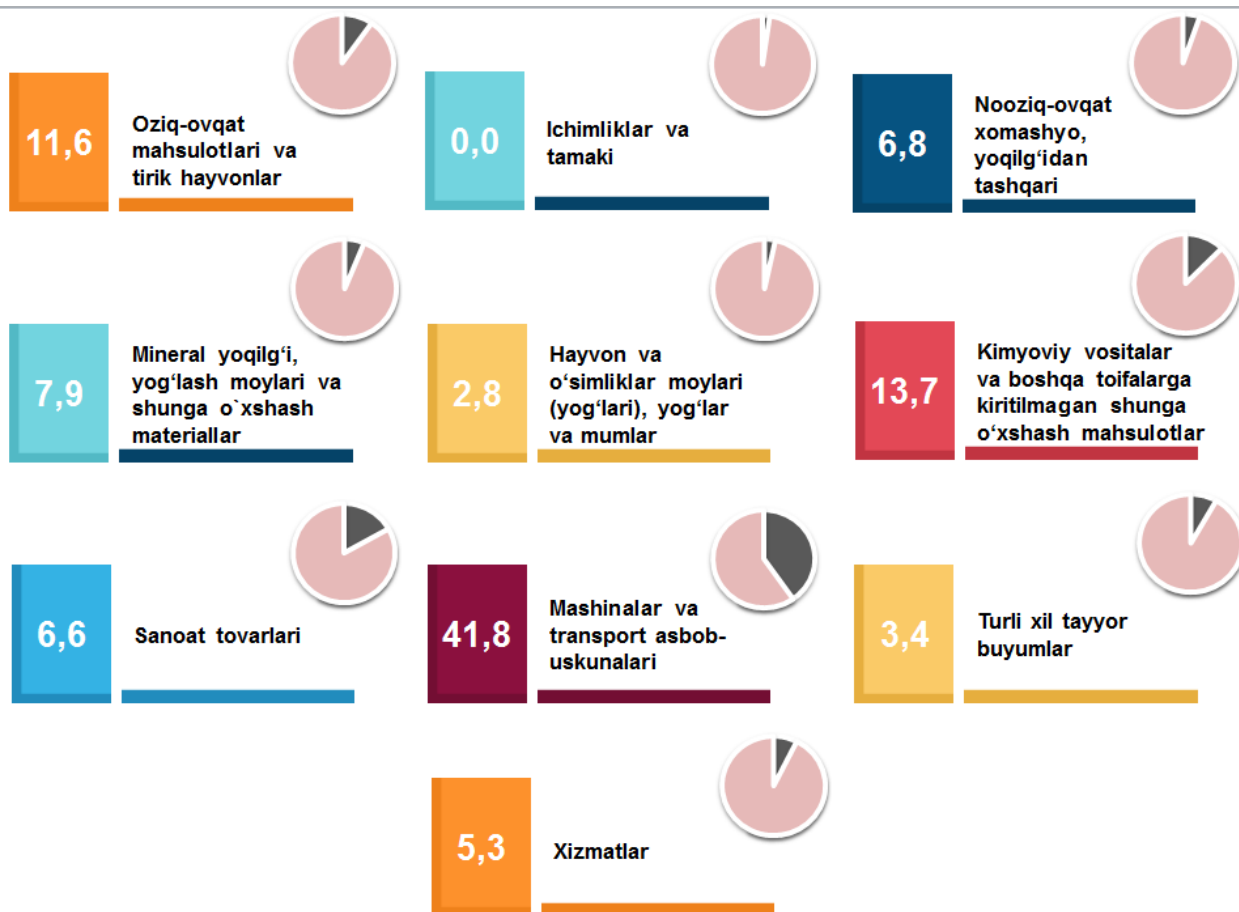 11,6
Oziq-ovqat
mahsulotlari va
tirik hayvonlar
0,0
Ichimliklar va
tamaki
6,8
Nooziq-ovqat
xomashyo,
yoqilg‘idan
tashqari
7,9
Mineral yoqilg‘i,
yog‘lash moylari va
shunga o`xshash
materiallar
2,8
Hayvon va
o‘simliklar moylari
(yog‘lari), yog‘lar
va mumlar
13,7
Kimyoviy vositalar
va boshqa toifalarga
kiritilmagan shunga
o‘xshash mahsulotlar
6,6
Sanoat tovarlari
41,8
Mashinalar va
transport asbob-
uskunalari
3,4
Turli xil tayyor
buyumlar
5,3
Xizmatlar